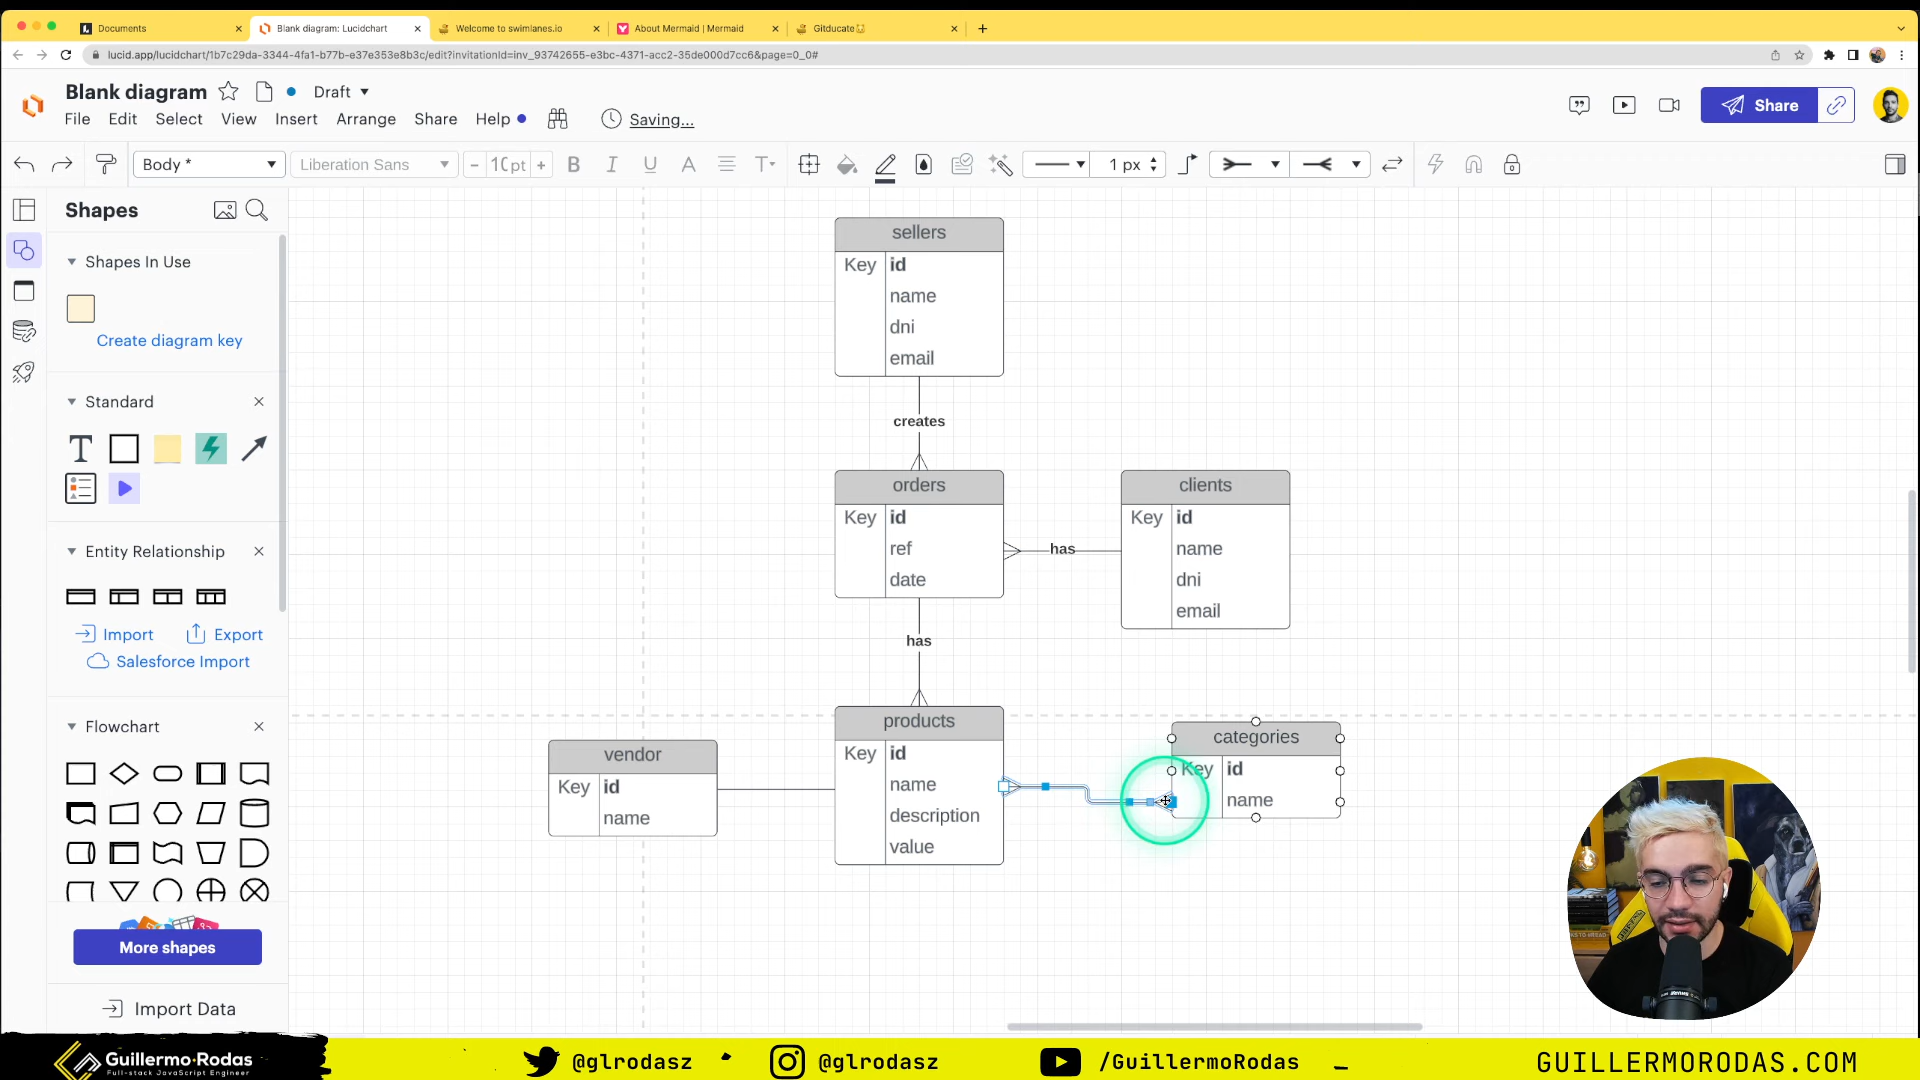 Documents
Blank diagram: Lucidchart
Welcome to swimlanes.io
About Mermaid | Mermaid
Gitducate
lucid.app/lucidchart/1b7c29da-3344-4fa1-b77b-e37e353e8b3c/edit?invitationId=inv_93742655-e3bc-4371-acc2-35de000d7cc6&page=0_0#
Blank diagram
Draft
File Edit Select View Insert Arrange Share Help
Saving...
Share
Body *
Liberation Sans
10 pt
B I U A T
1 px
Shapes
Shapes In Use
Create diagram key
Standard
T
Entity Relationship
Import Export
Salesforce Import
Flowchart
More shapes
Import Data
sellers
Key id
name
dni
email
creates
orders
Key id
ref
date
has
clients
Key id
name
dni
email
has
products
Key id
name
description
value
vendor
Key id
name
categories
Key id
name
Guillermo Rodas
Full-stack JavaScript Engineer
@glrodasz
@glrodasz
/GuillermoRodas
GUILLERMORODAS.COM